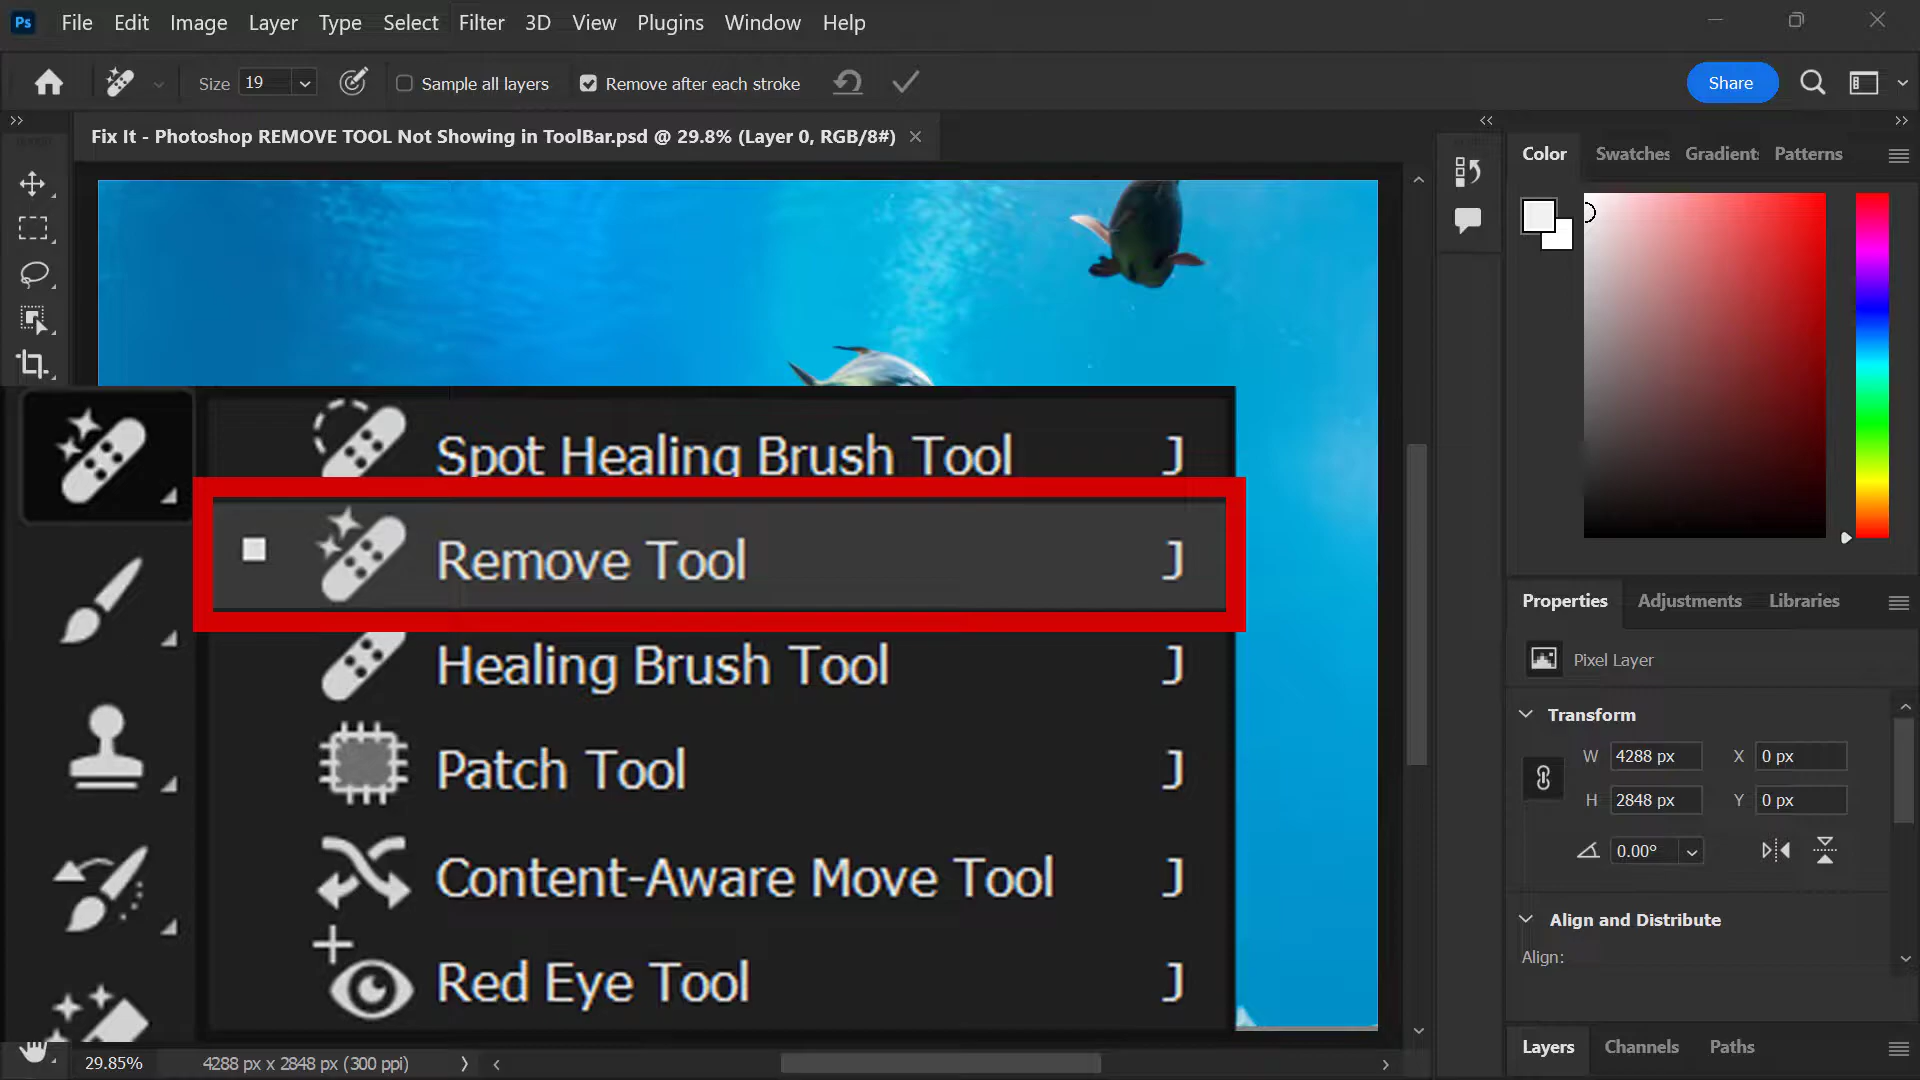 Ps File Edit Image Layer Type Select Filter 3D View Plugins Window Help
Size 19 Sample all layers Remove after each stroke Share
Fix It - Photoshop REMOVE TOOL Not Showing in ToolBar.psd @ 29.8% (Layer 0, RGB/8#)
Color Swatches Gradients Patterns
Spot Healing Brush Tool J
Remove Tool J
Healing Brush Tool J
Patch Tool J
Content-Aware Move Tool J
Red Eye Tool J
Properties Adjustments Libraries
Pixel Layer
Transform
W 4288 px X 0 px
H 2848 px Y 0 px
0.00°
Align and Distribute
Align:
Layers Channels Paths
29.85% 4288 px x 2848 px (300 ppi)